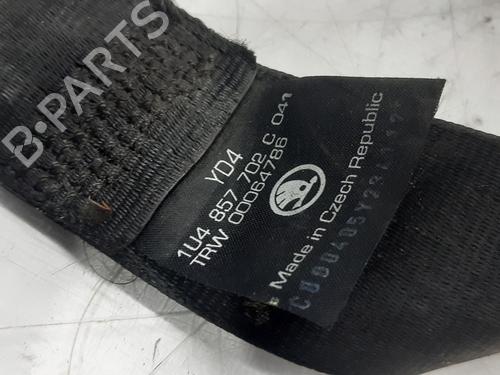 B-PARTS
YD4
1U4 857 702 C 041
TRW 00064786
Made in Czech Republic